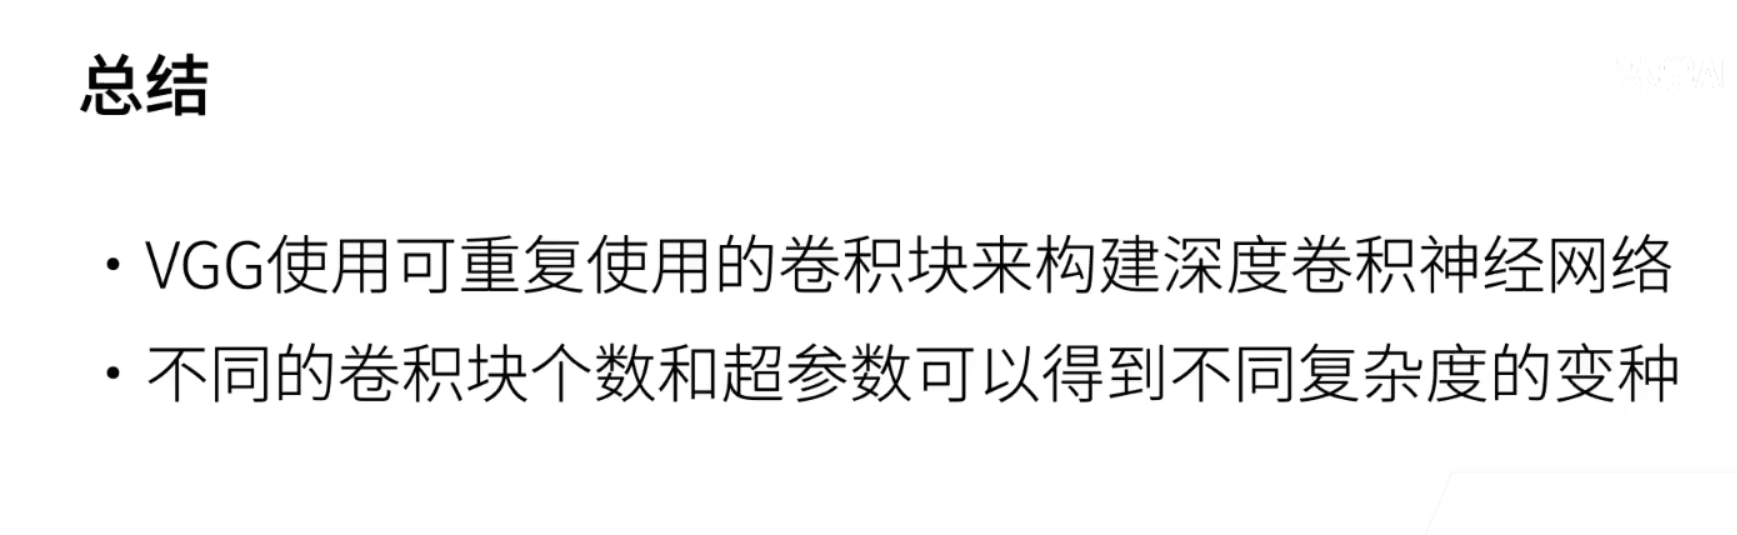 总结
• VGG使用可重复使用的卷积块来构建深度卷积神经网络
• 不同的卷积块个数和超参数可以得到不同复杂度的变种